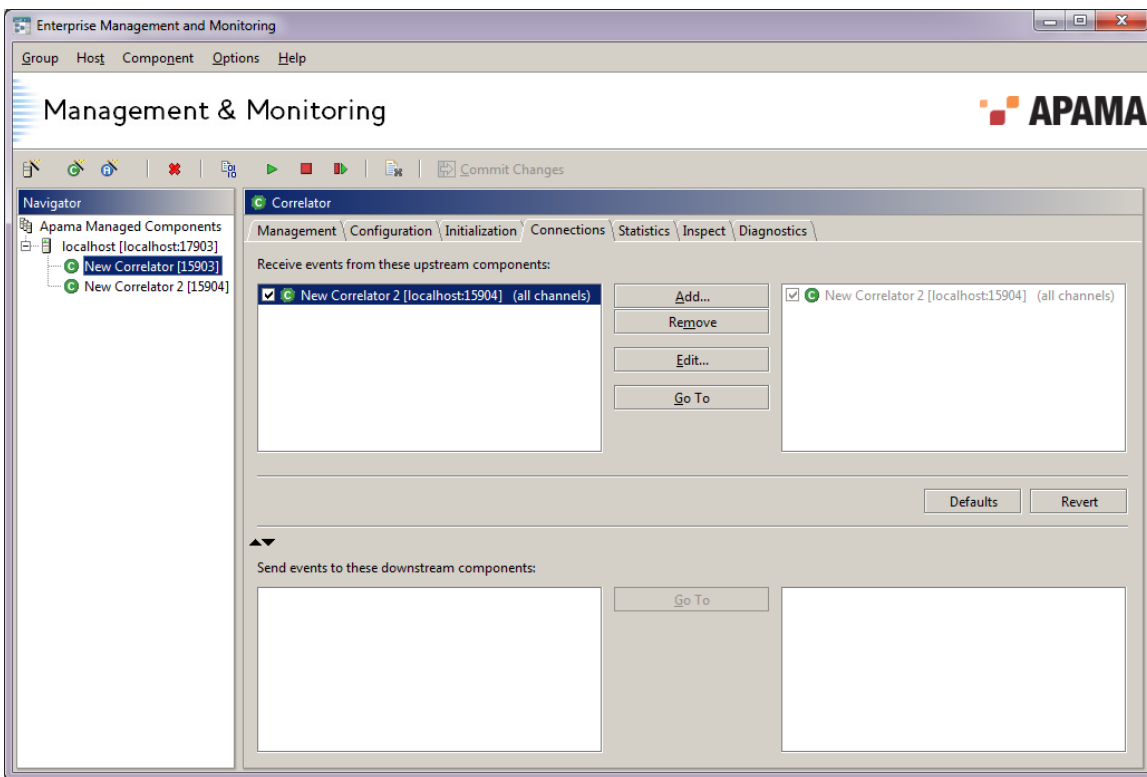 Enterprise Management and Monitoring
Group Host Component Options Help
Management & Monitoring
APAMA
Commit Changes
Navigator
Correlator
Apama Managed Components
localhost [localhost:17903]
New Correlator [15903]
New Correlator 2 [15904]
Management Configuration Initialization Connections Statistics Inspect Diagnostics
Receive events from these upstream components:
New Correlator 2 [localhost:15904] (all channels)
Add...
Remove
Edit...
Go To
New Correlator 2 [localhost:15904] (all channels)
Defaults Revert
Send events to these downstream components:
Go To